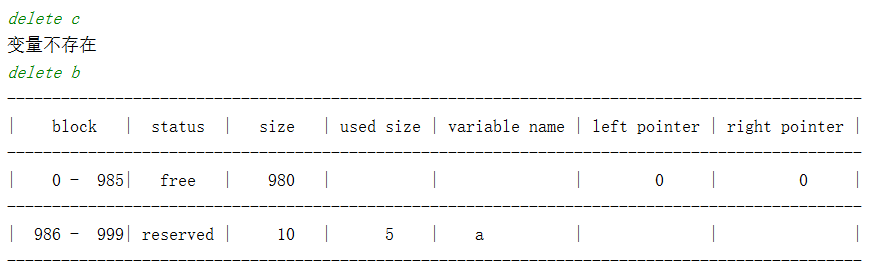 delete c
变量不存在
delete b
--------------------------------------------------------------------------------------------
|    block   |  status  |   size   | used size | variable name | left pointer | right pointer |
--------------------------------------------------------------------------------------------
|    0 -  985|   free   |    980   |           |               |       0      |        0      |
--------------------------------------------------------------------------------------------
|  986 -  999| reserved |     10   |      5    |    a          |              |               |
--------------------------------------------------------------------------------------------